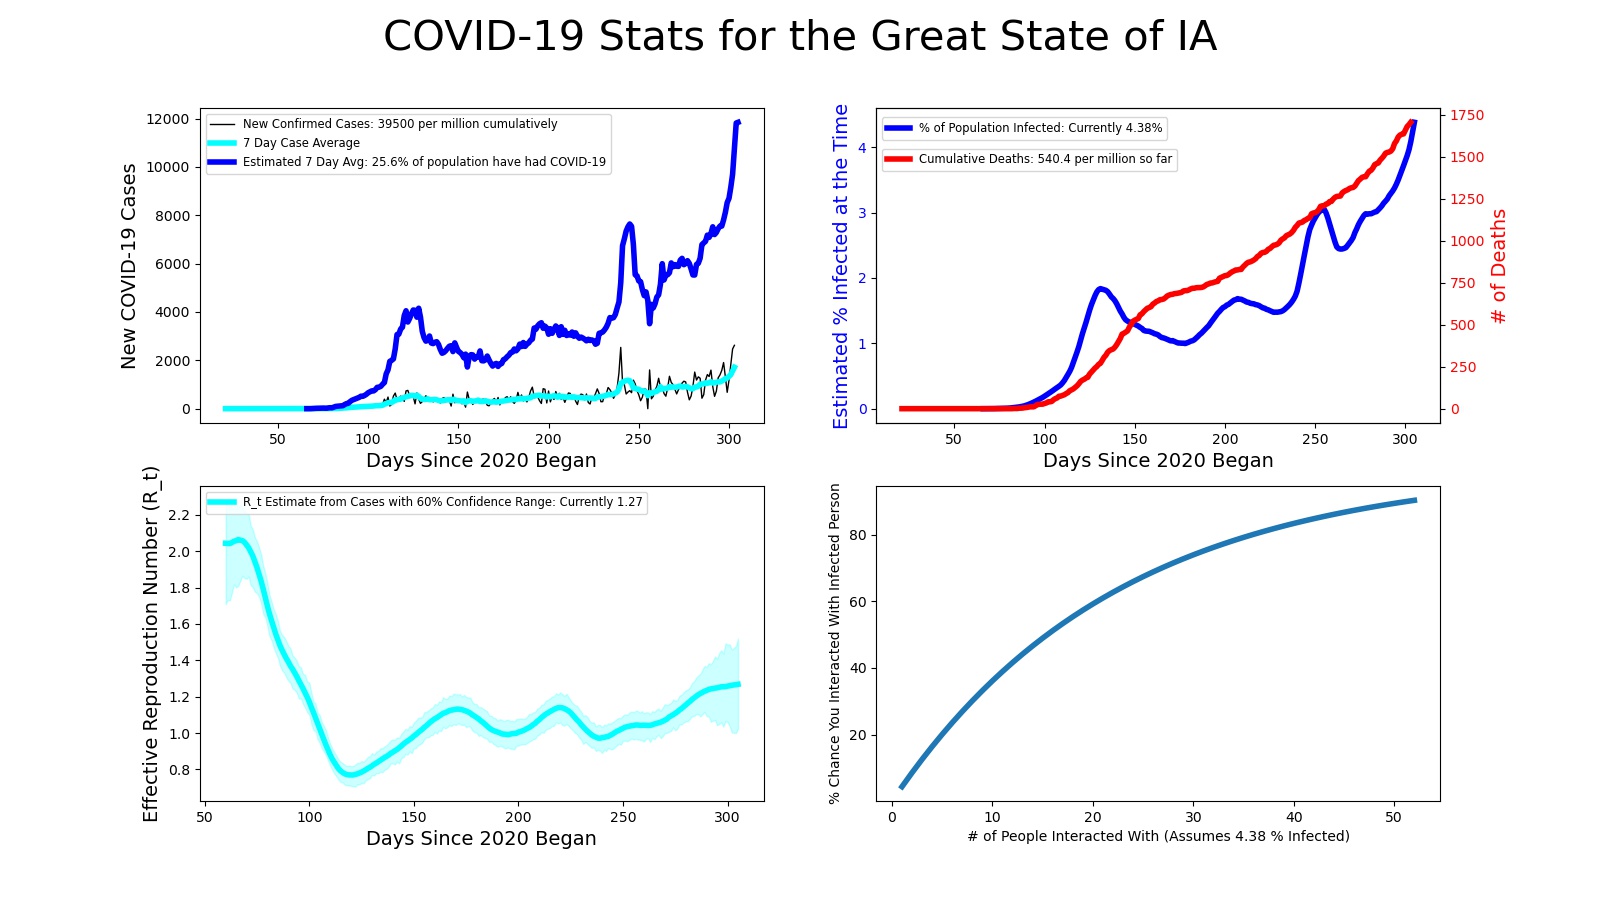 COVID-19 Stats for the Great State of IA
New COVID-19 Cases
12000
10000
8000
6000
4000
2000
0
New Confirmed Cases: 39500 per million cumulatively
7 Day Case Average
Estimated 7 Day Avg: 25.6% of population have had COVID-19
50 100 150 200 250 300
Days Since 2020 Began
Estimated % Infected at the Time
4
3
2
1
0
% of Population Infected: Currently 4.38%
Cumulative Deaths: 540.4 per million so far
1750
1500
1250
1000
750
500
250
0
# of Deaths
50 100 150 200 250 300
Days Since 2020 Began
Effective Reproduction Number (R_t)
2.2
2.0
1.8
1.6
1.4
1.2
1.0
0.8
R_t Estimate from Cases with 60% Confidence Range: Currently 1.27
50 100 150 200 250 300
Days Since 2020 Began
% Chance You Interacted With Infected Person
80
60
40
20
0 10 20 30 40 50
# of People Interacted With (Assumes 4.38 % Infected)